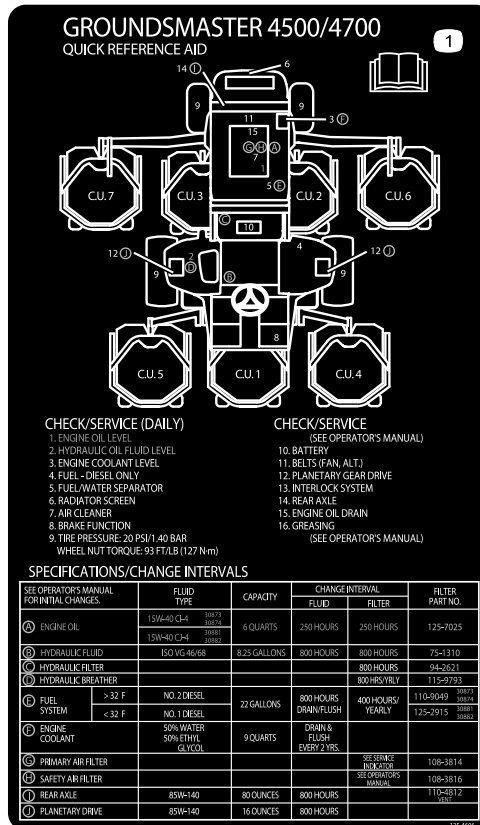 GROUNDSMASTER 4500/4700
QUICK REFERENCE AID
1
14 I
6
9
9
11
3 F
15
G H A
7
1
5 E
C.U. 7
C.U. 3
C.U. 2
C.U. 6
C
10
12 J
2
D
9
B
4
12 J
9
8
C.U. 5
C.U. 1
C.U. 4
CHECK/SERVICE (DAILY)
1. ENGINE OIL LEVEL
2. HYDRAULIC OIL FLUID LEVEL
3. ENGINE COOLANT LEVEL
4. FUEL - DIESEL ONLY
5. FUEL/WATER SEPARATOR
6. RADIATOR SCREEN
7. AIR CLEANER
8. BRAKE FUNCTION
9. TIRE PRESSURE: 20 PSI/1.40 BAR
WHEEL NUT TORQUE: 93 FT/LB (127 N·m)
CHECK/SERVICE
(SEE OPERATOR'S MANUAL)
10. BATTERY
11. BELTS (FAN, ALT.)
12. PLANETARY GEAR DRIVE
13. INTERLOCK SYSTEM
14. REAR AXLE
15. ENGINE OIL DRAIN
16. GREASING
(SEE OPERATOR'S MANUAL)
SPECIFICATIONS/CHANGE INTERVALS
SEE OPERATOR'S MANUAL FOR INITIAL CHANGES. FLUID TYPE CAPACITY CHANGE INTERVAL FLUID FILTER FILTER PART NO.
A ENGINE OIL 15W-40 CI-4 30873 30874 15W-40 CJ-4 30881 30882 6 QUARTS 250 HOURS 250 HOURS 125-7025
B HYDRAULIC FLUID ISO VG 46/68 8.25 GALLONS 800 HOURS 800 HOURS 75-1310
C HYDRAULIC FILTER 800 HOURS 94-2621
D HYDRAULIC BREATHER 800 HRS/YRLY 115-9793
E FUEL SYSTEM > 32 F NO. 2 DIESEL 22 GALLONS 800 HOURS DRAIN/FLUSH 400 HOURS/ YEARLY 110-9049 30873 30874
< 32 F NO. 1 DIESEL 125-2915 30881 30882
F ENGINE COOLANT 50% WATER 50% ETHYL GLYCOL 9 QUARTS DRAIN & FLUSH EVERY 2 YRS.
G PRIMARY AIR FILTER SEE SERVICE INDICATOR 108-3814
H SAFETY AIR FILTER SEE OPERATOR'S MANUAL 108-3816
I REAR AXLE 85W-140 80 OUNCES 800 HOURS 110-4812 VENT
J PLANETARY DRIVE 85W-140 16 OUNCES 800 HOURS